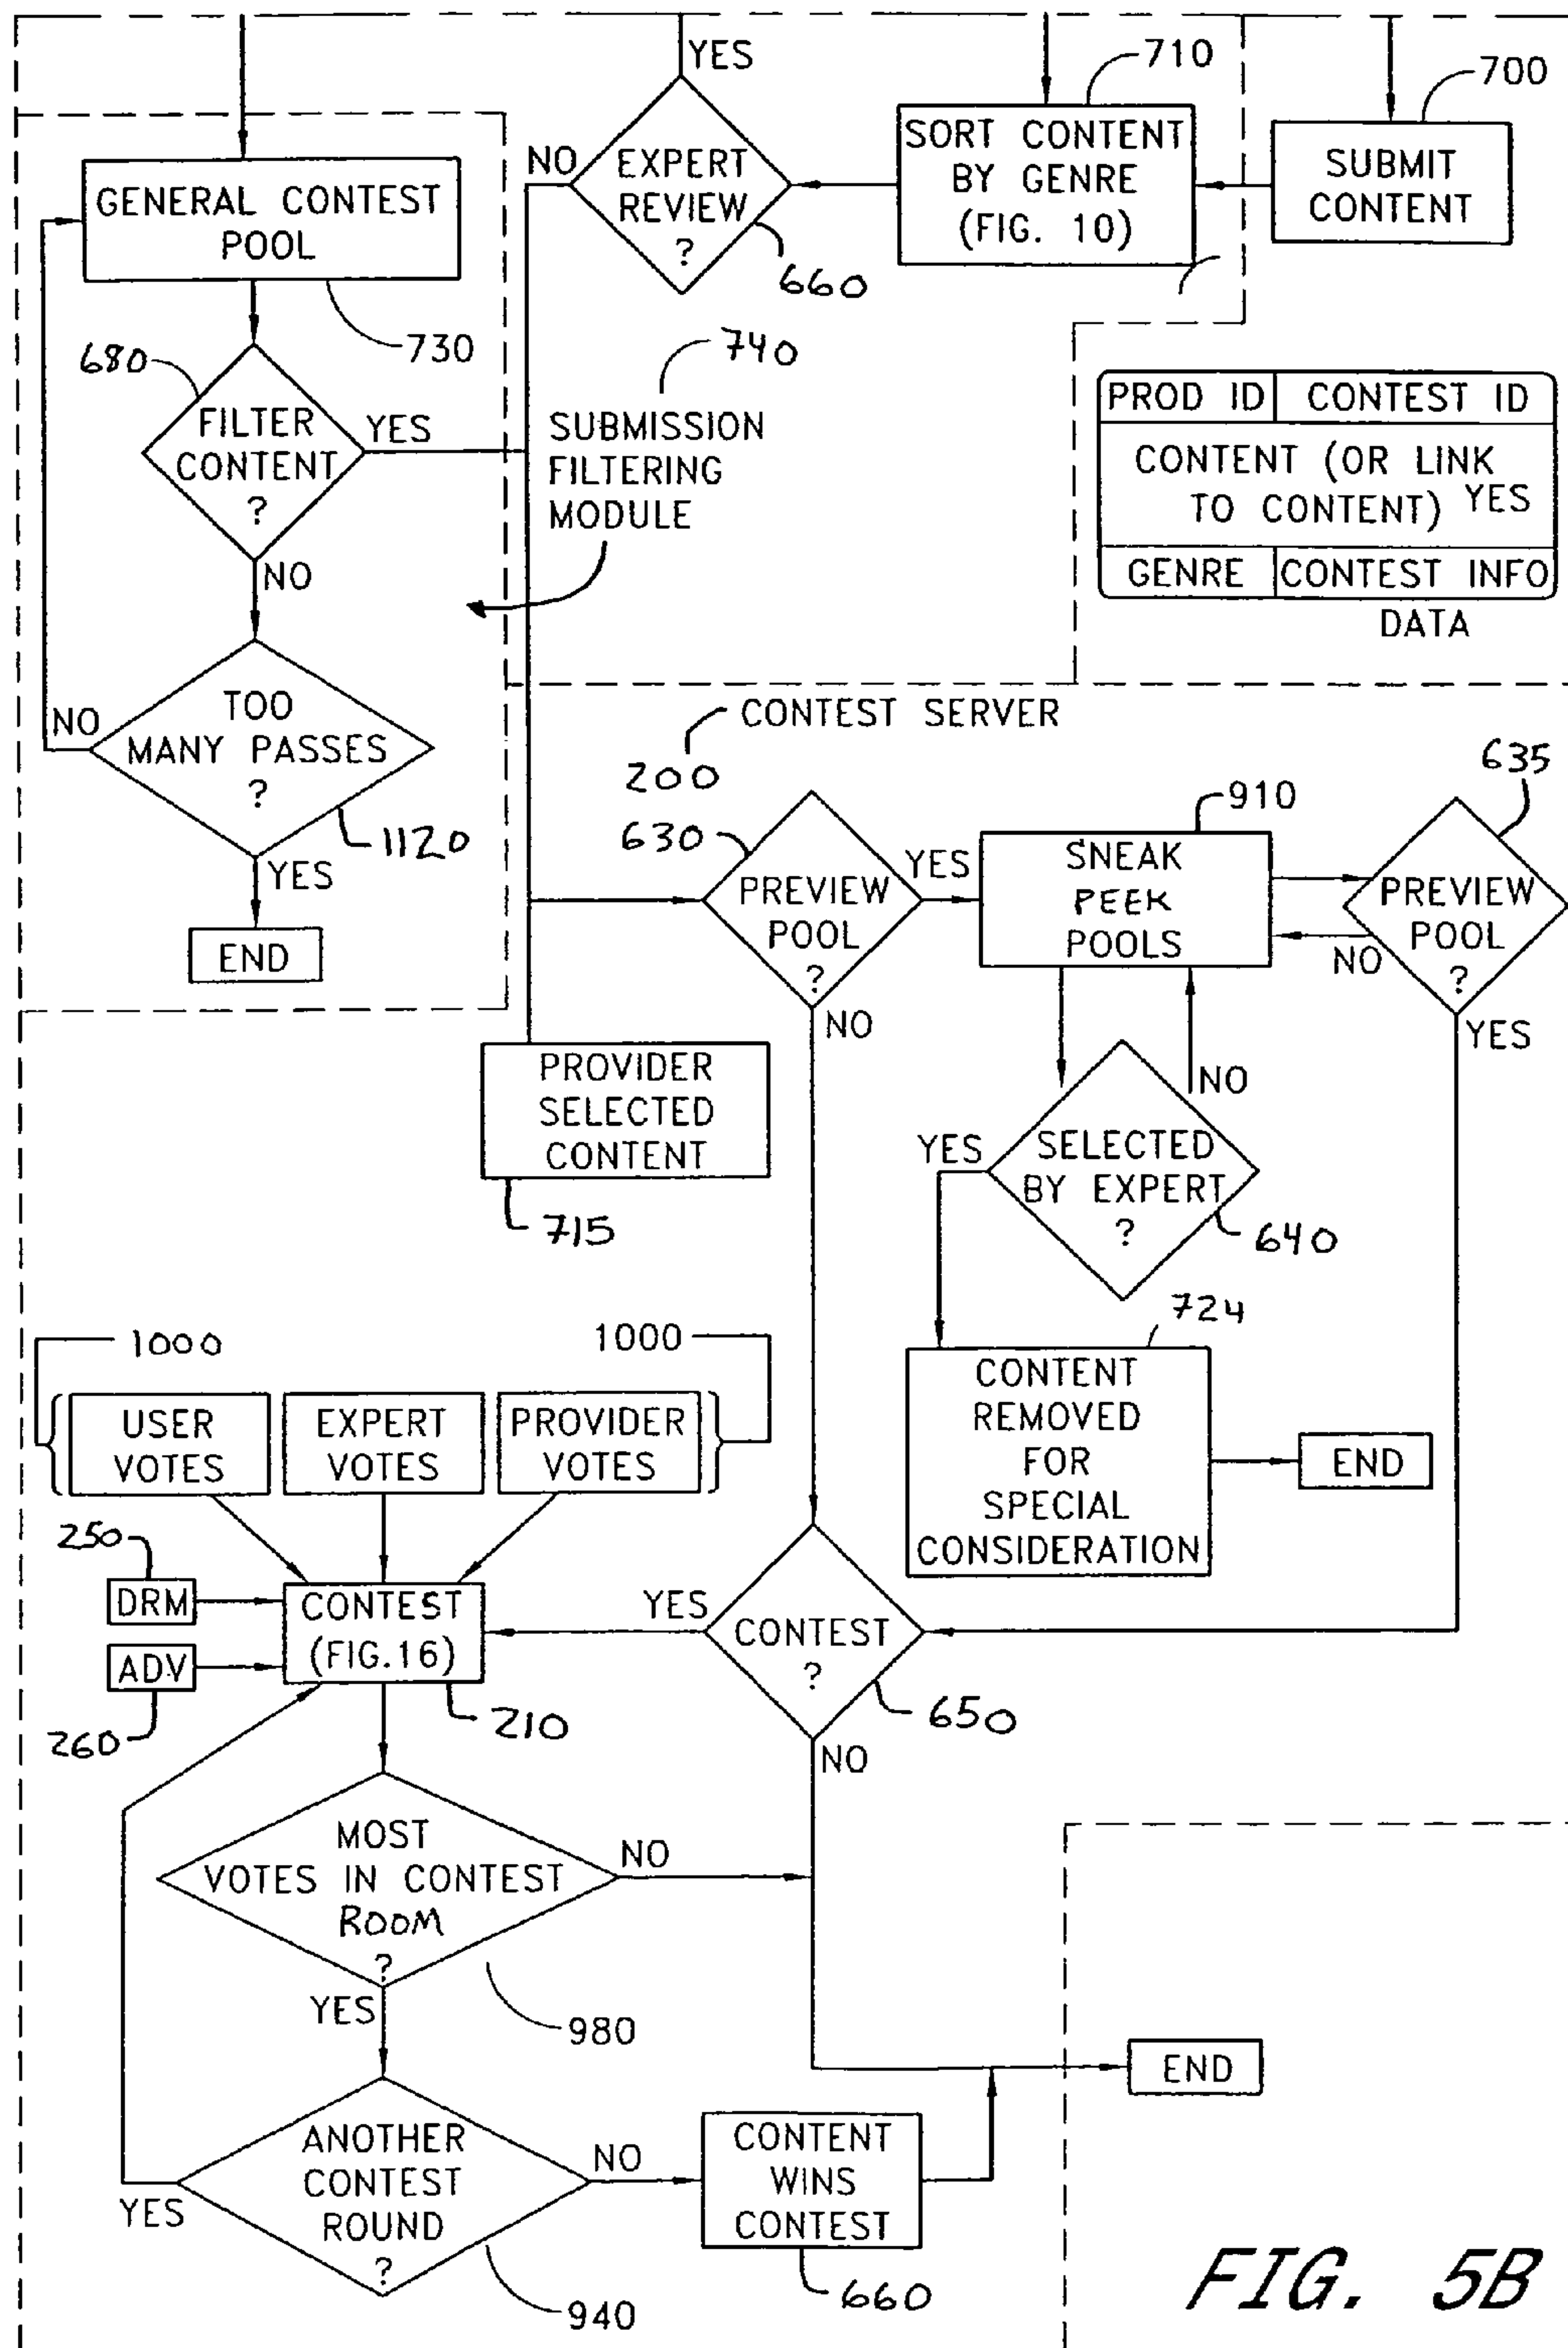 YES
710
700
NO
EXPERT
REVIEW
?
660
SORT CONTENT
BY GENRE
(FIG. 10)
SUBMIT
CONTENT
GENERAL CONTEST
POOL
730
680
FILTER
CONTENT
?
YES
NO
740
SUBMISSION
FILTERING
MODULE
PROD ID
CONTEST ID
CONTENT (OR LINK
TO CONTENT) YES
GENRE
CONTEST INFO
DATA
NO
TOO
MANY PASSES
?
1120
YES
END
CONTEST SERVER
200
630
PREVIEW
POOL
?
YES
NO
910
SNEAK
PEEK
POOLS
635
PREVIEW
POOL
?
NO
YES
PROVIDER
SELECTED
CONTENT
715
YES
SELECTED
BY EXPERT
?
NO
640
724
CONTENT
REMOVED
FOR
SPECIAL
CONSIDERATION
END
1000
1000
USER
VOTES
EXPERT
VOTES
PROVIDER
VOTES
250
DRM
ADV
260
CONTEST
(FIG.16)
210
YES
CONTEST
?
650
NO
MOST
VOTES IN CONTEST
ROOM
?
NO
YES
980
END
ANOTHER
CONTEST
ROUND
?
YES
NO
940
CONTENT
WINS
CONTEST
660
FIG. 5B